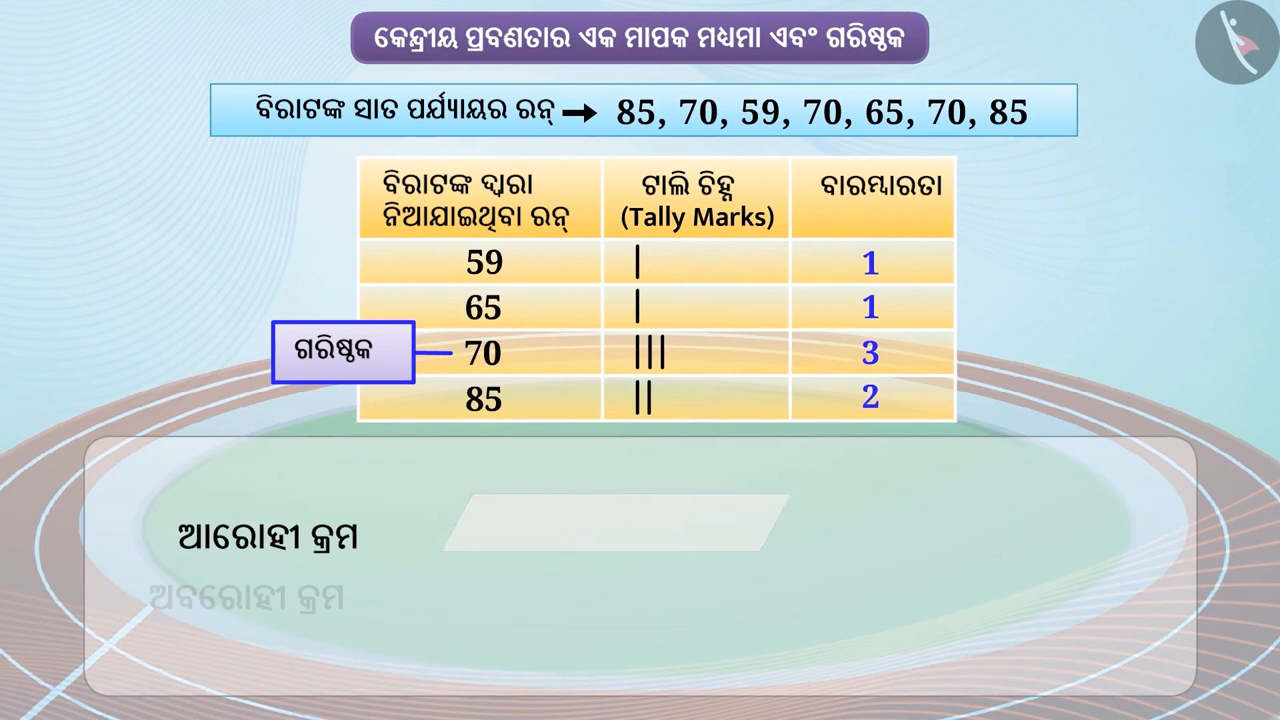 କେନ୍ଦ୍ରୀୟ ପ୍ରବଣତାର ଏକ ମାପକ ମଧ୍ୟମା ଏବଂ ଗରିଷ୍ଠକ
ବିରାଟଙ୍କ ସାତ ପର୍ଯ୍ୟାୟର ରନ୍ → 85, 70, 59, 70, 65, 70, 85
ବିରାଟଙ୍କ ଦ୍ୱାରା ନିଆଯାଇଥିବା ରନ୍ ଟାଲି ଚିହ୍ନ (Tally Marks) ବାରମ୍ୱାରତା
59 | 1
65 | 1
ଗରିଷ୍ଠକ 70 ||| 3
85 || 2
ଆରୋହୀ କ୍ରମ
ଅବରୋହୀ କ୍ରମ